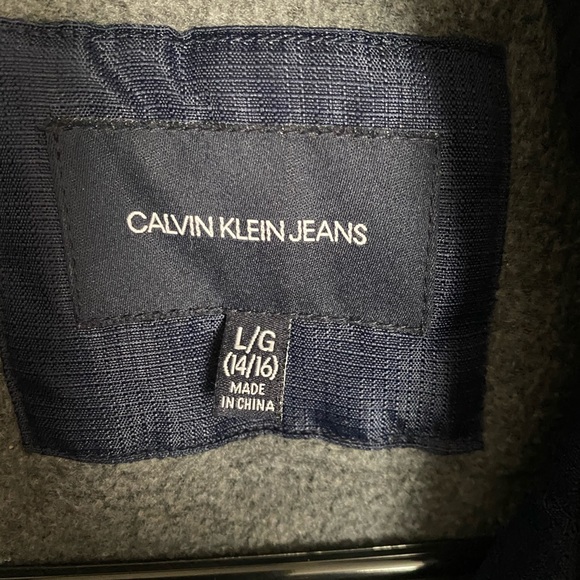 CALVIN KLEIN JEANS
L/G
(14/16)
MADE
IN CHINA